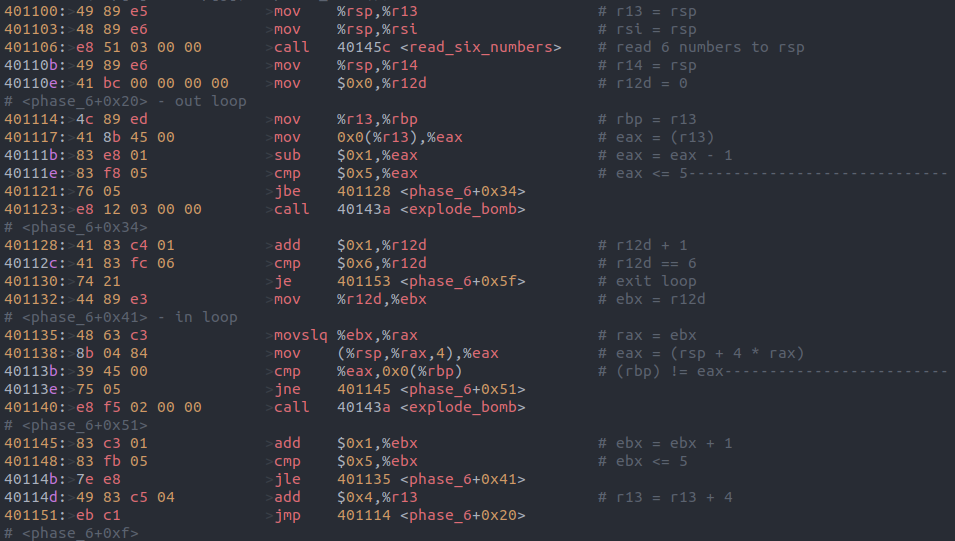 401100: 49 89 e5 >mov %rsp,%r13 # r13 = rsp
401103: 48 89 e6 >mov %rsp,%rsi # rsi = rsp
401106: e8 51 03 00 00 >call 40145c <read_six_numbers> # read 6 numbers to rsp
40110b: 49 89 e6 >mov %rsp,%r14 # r14 = rsp
40110e: 41 bc 00 00 00 00 >mov $0x0,%r12d # r12d = 0
# <phase_6+0x20> - out loop
401114: 4c 89 ed >mov %r13,%rbp # rbp = r13
401117: 41 8b 45 00 >mov 0x0(%r13),%eax # eax = (r13)
40111b: 83 e8 01 >sub $0x1,%eax # eax = eax - 1
40111e: 83 f8 05 >cmp $0x5,%eax # eax <= 5-----------------------------
401121: 76 05 >jbe 401128 <phase_6+0x34>
401123: e8 12 03 00 00 >call 40143a <explode_bomb>
# <phase_6+0x34>
401128: 41 83 c4 01 >add $0x1,%r12d # r12d + 1
40112c: 41 83 fc 06 >cmp $0x6,%r12d # r12d == 6
401130: 74 21 >je 401153 <phase_6+0x5f> # exit loop
401132: 44 89 e3 >mov %r12d,%ebx # ebx = r12d
# <phase_6+0x41> - in loop
401135: 48 63 c3 >movslq %ebx,%rax # rax = ebx
401138: 8b 04 84 >mov (%rsp,%rax,4),%eax # eax = (rsp + 4 * rax)
40113b: 39 45 00 >cmp %eax,0x0(%rbp) # (rbp) != eax-------------------------
40113e: 75 05 >jne 401145 <phase_6+0x51>
401140: e8 f5 02 00 00 >call 40143a <explode_bomb>
# <phase_6+0x51>
401145: 83 c3 01 >add $0x1,%ebx # ebx = ebx + 1
401148: 83 fb 05 >cmp $0x5,%ebx # ebx <= 5
40114b: 7e e8 >jle 401135 <phase_6+0x41>
40114d: 49 83 c5 04 >add $0x4,%r13 # r13 = r13 + 4
401151: eb c1 >jmp 401114 <phase_6+0x20>
# <phase_6+0xf>